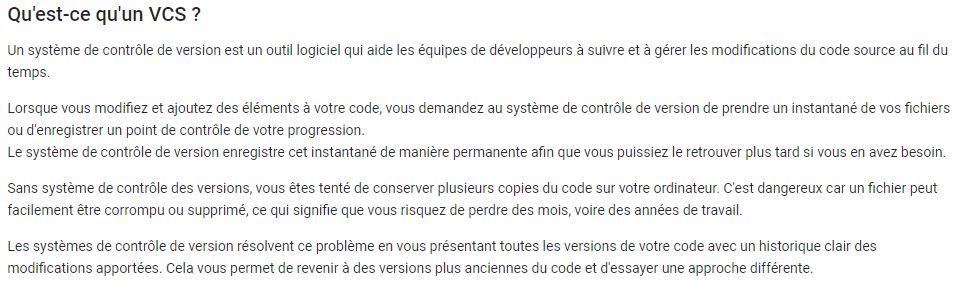 Qu'est-ce qu'un VCS ?
Un système de contrôle de version est un outil logiciel qui aide les équipes de développeurs à suivre et à gérer les modifications du code source au fil du
temps.
Lorsque vous modifiez et ajoutez des éléments à votre code, vous demandez au système de contrôle de version de prendre un instantané de vos fichiers
ou d'enregistrer un point de contrôle de votre progression.
Le système de contrôle de version enregistre cet instantané de manière permanente afin que vous puissiez le retrouver plus tard si vous en avez besoin.
Sans système de contrôle des versions, vous êtes tenté de conserver plusieurs copies du code sur votre ordinateur. C'est dangereux car un fichier peut
facilement être corrompu ou supprimé, ce qui signifie que vous risquez de perdre des mois, voire des années de travail.
Les systèmes de contrôle de version résolvent ce problème en vous présentant toutes les versions de votre code avec un historique clair des
modifications apportées. Cela vous permet de revenir à des versions plus anciennes du code et d'essayer une approche différente.